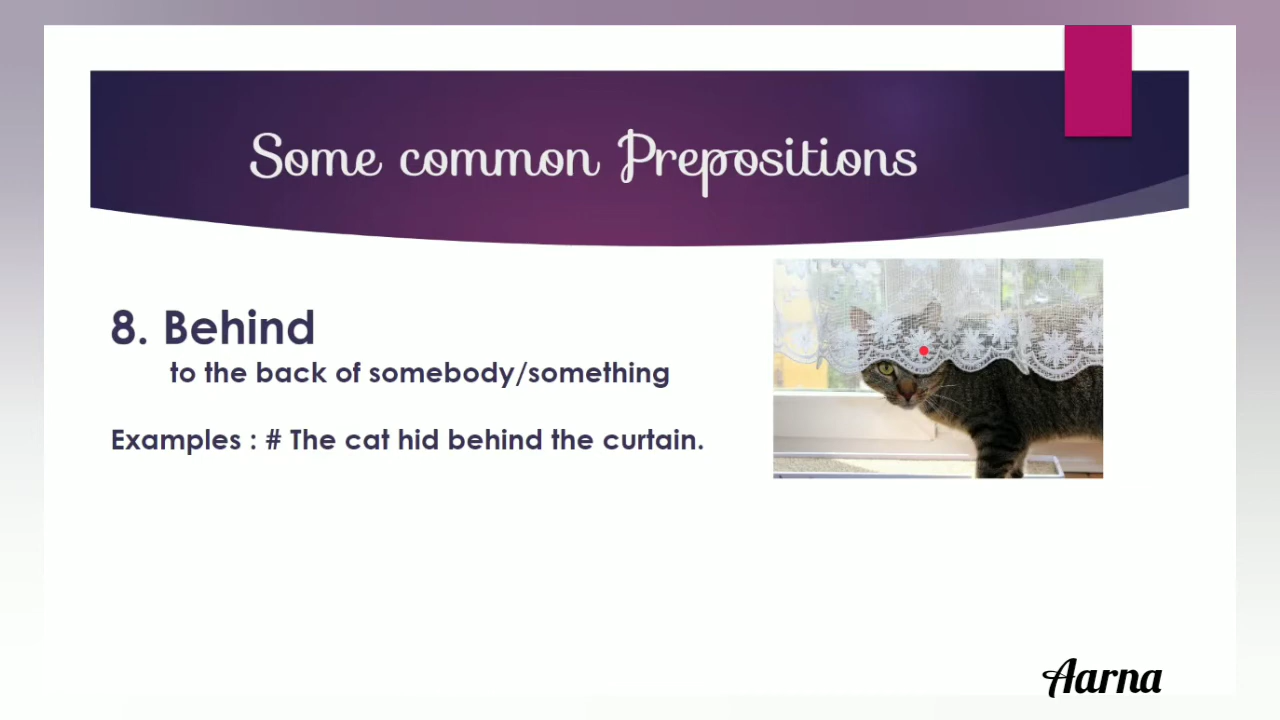 Some common Prepositions
8. Behind
to the back of somebody/something
Examples : # The cat hid behind the curtain.
Aarna